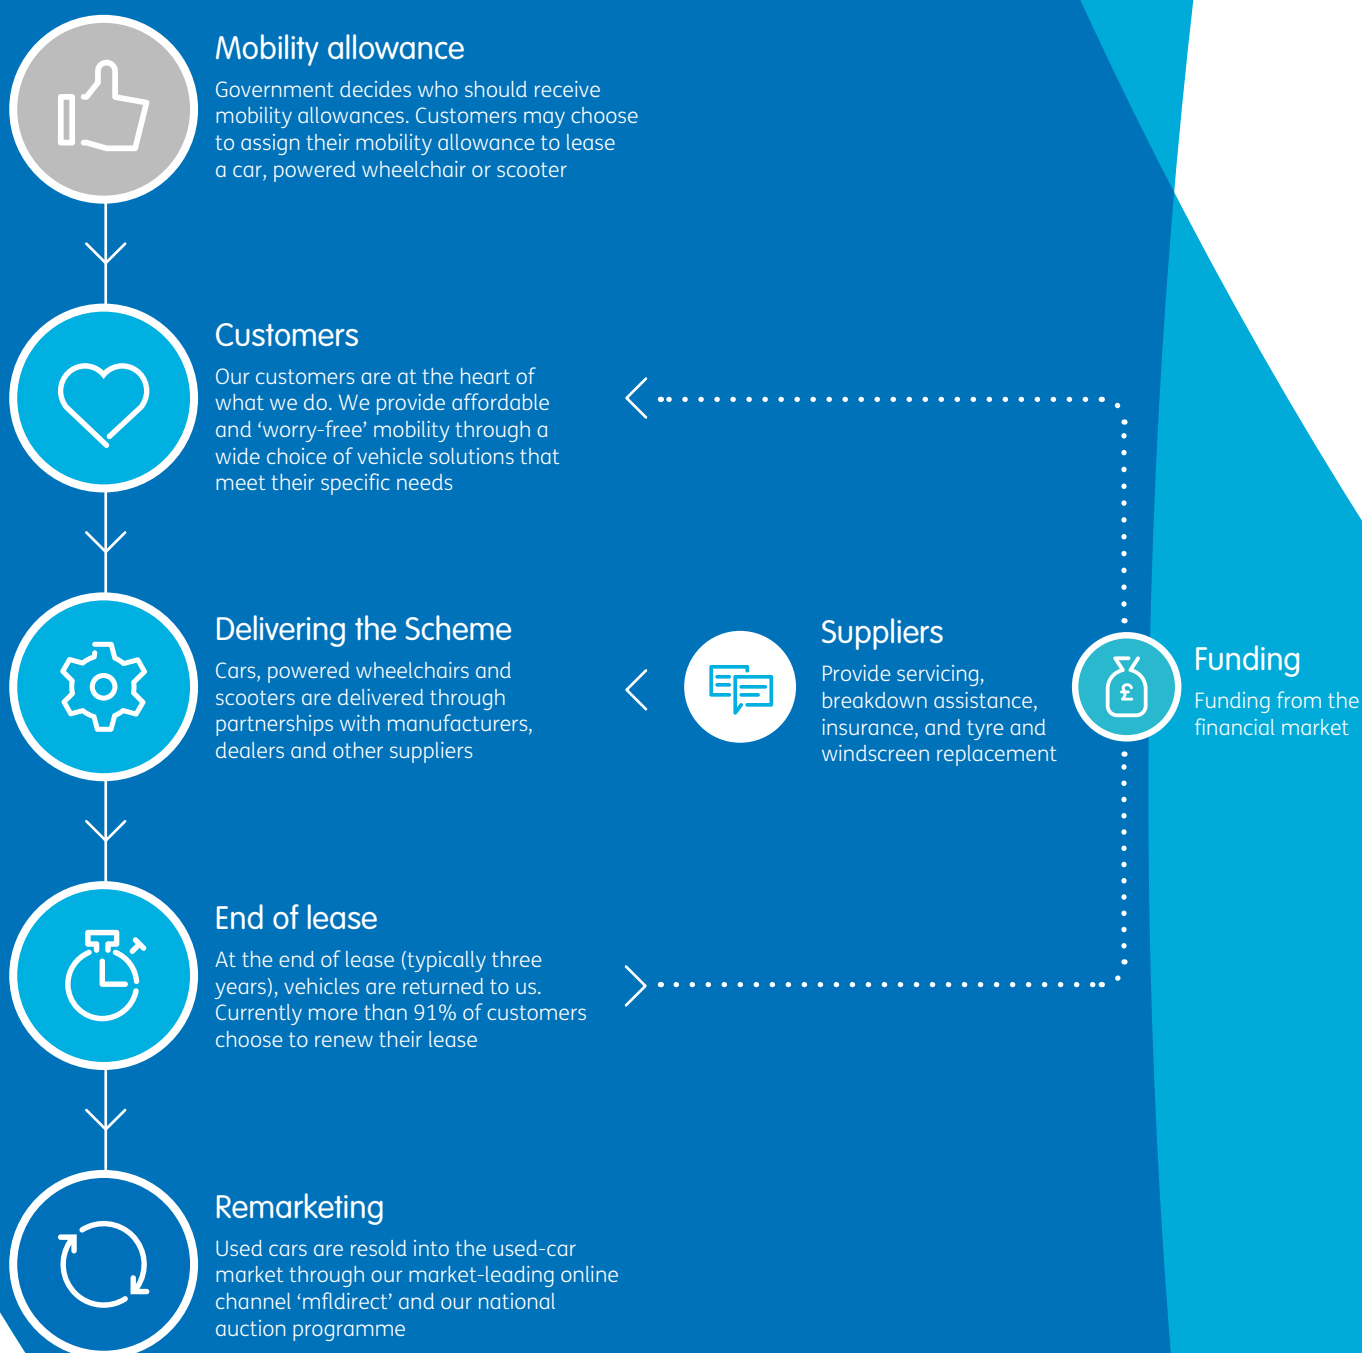 Mobility allowance
Government decides who should receive
mobility allowances. Customers may choose
to assign their mobility allowance to lease
a car, powered wheelchair or scooter
Customers
Our customers are at the heart of
what we do. We provide affordable
and ‘worry-free’ mobility through a
wide choice of vehicle solutions that
meet their specific needs
Delivering the Scheme
Cars, powered wheelchairs and
scooters are delivered through
partnerships with manufacturers,
dealers and other suppliers
Suppliers
Provide servicing,
breakdown assistance,
insurance, and tyre and
windscreen replacement
£
Funding
Funding from the
financial market
End of lease
At the end of lease (typically three
years), vehicles are returned to us.
Currently more than 91% of customers
choose to renew their lease
Remarketing
Used cars are resold into the used-car
market through our market-leading online
channel ‘mfldirect’ and our national
auction programme